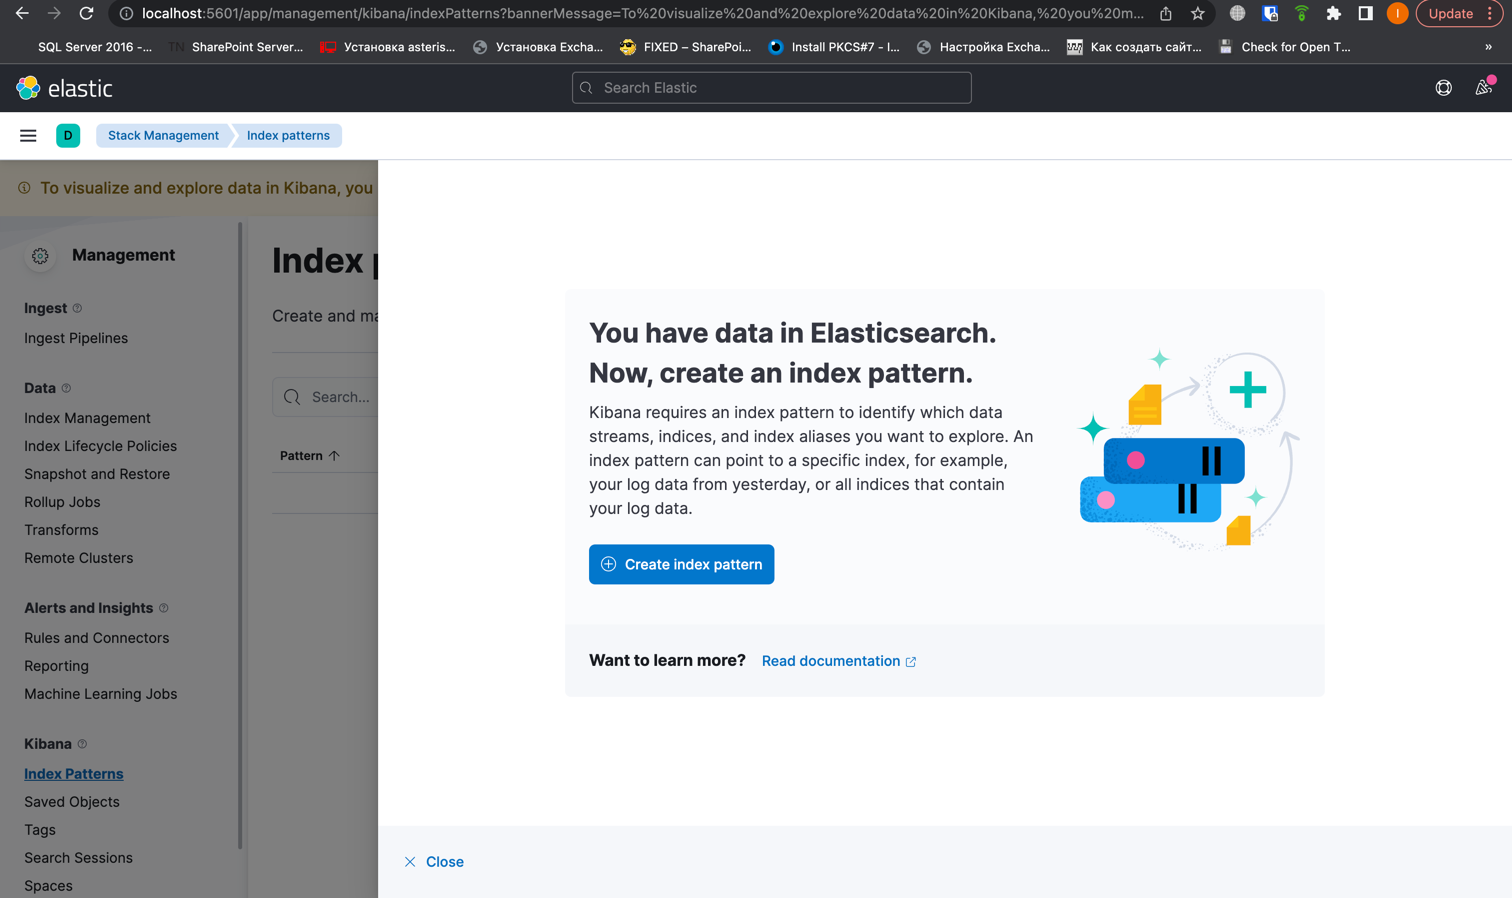 localhost:5601/app/management/kibana/indexPatterns?bannerMessage=To%20visualize%20and%20explore%20data%20in%20Kibana,%20you%20m...
Update
SQL Server 2016 -...
TN SharePoint Server...
Установка asteris...
Установка Excha...
FIXED – SharePoi...
Install PKCS#7 - I...
Настройка Excha...
Как создать сайт...
Check for Open T...
»
elastic
Search Elastic
D
Stack Management
Index patterns
To visualize and explore data in Kibana, you
Management
Ingest
Ingest Pipelines
Data
Index Management
Index Lifecycle Policies
Snapshot and Restore
Rollup Jobs
Transforms
Remote Clusters
Alerts and Insights
Rules and Connectors
Reporting
Machine Learning Jobs
Kibana
Index Patterns
Saved Objects
Tags
Search Sessions
Spaces
Index p
Create and ma
Search...
Pattern ↑
You have data in Elasticsearch.
Now, create an index pattern.
Kibana requires an index pattern to identify which data
streams, indices, and index aliases you want to explore. An
index pattern can point to a specific index, for example,
your log data from yesterday, or all indices that contain
your log data.
Create index pattern
Want to learn more? Read documentation
Close